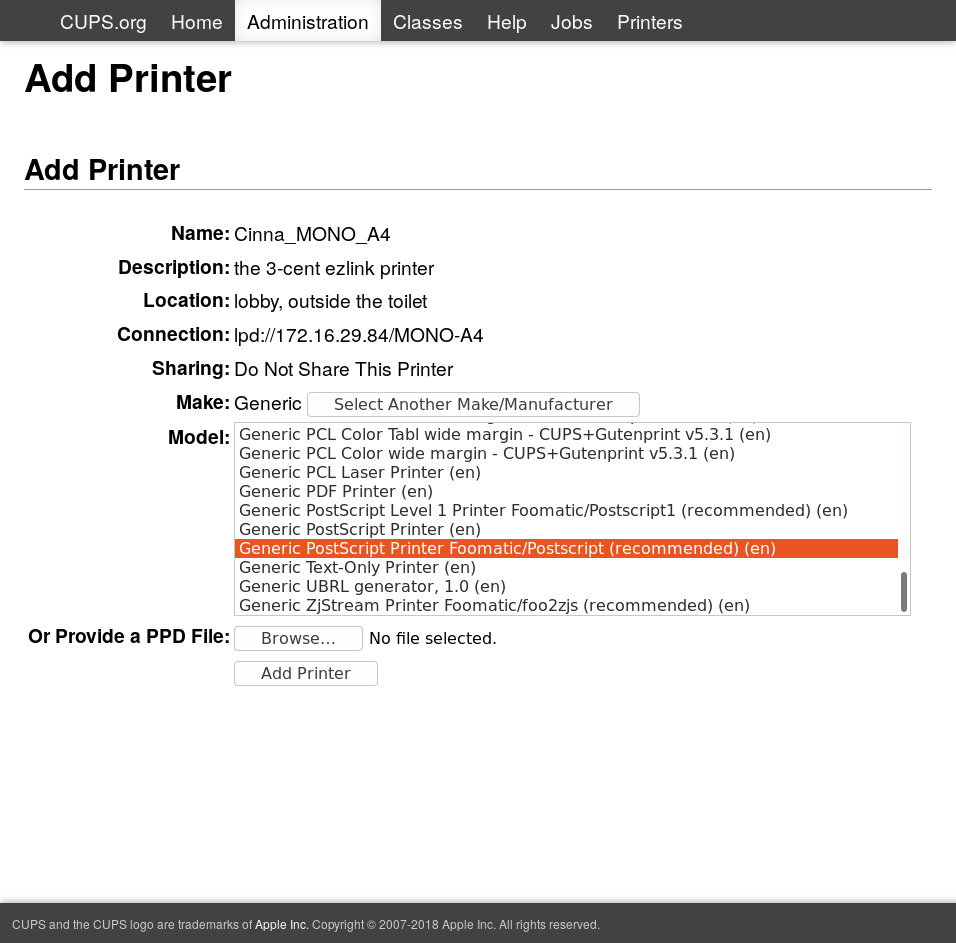 CUPS.org Home Administration Classes Help Jobs Printers
Add Printer
Add Printer
Name: Cinna_MONO_A4
Description: the 3-cent ezlink printer
Location: lobby, outside the toilet
Connection: lpd://172.16.29.84/MONO-A4
Sharing: Do Not Share This Printer
Make: Generic Select Another Make/Manufacturer
Model:
Generic PCL Color Tabl wide margin - CUPS+Gutenprint v5.3.1 (en)
Generic PCL Color wide margin - CUPS+Gutenprint v5.3.1 (en)
Generic PCL Laser Printer (en)
Generic PDF Printer (en)
Generic PostScript Level 1 Printer Foomatic/Postscript1 (recommended) (en)
Generic PostScript Printer (en)
Generic PostScript Printer Foomatic/Postscript (recommended) (en)
Generic Text-Only Printer (en)
Generic UBRL generator, 1.0 (en)
Generic ZjStream Printer Foomatic/foo2zjs (recommended) (en)
Or Provide a PPD File: Browse... No file selected.
Add Printer
CUPS and the CUPS logo are trademarks of Apple Inc. Copyright © 2007-2018 Apple Inc. All rights reserved.